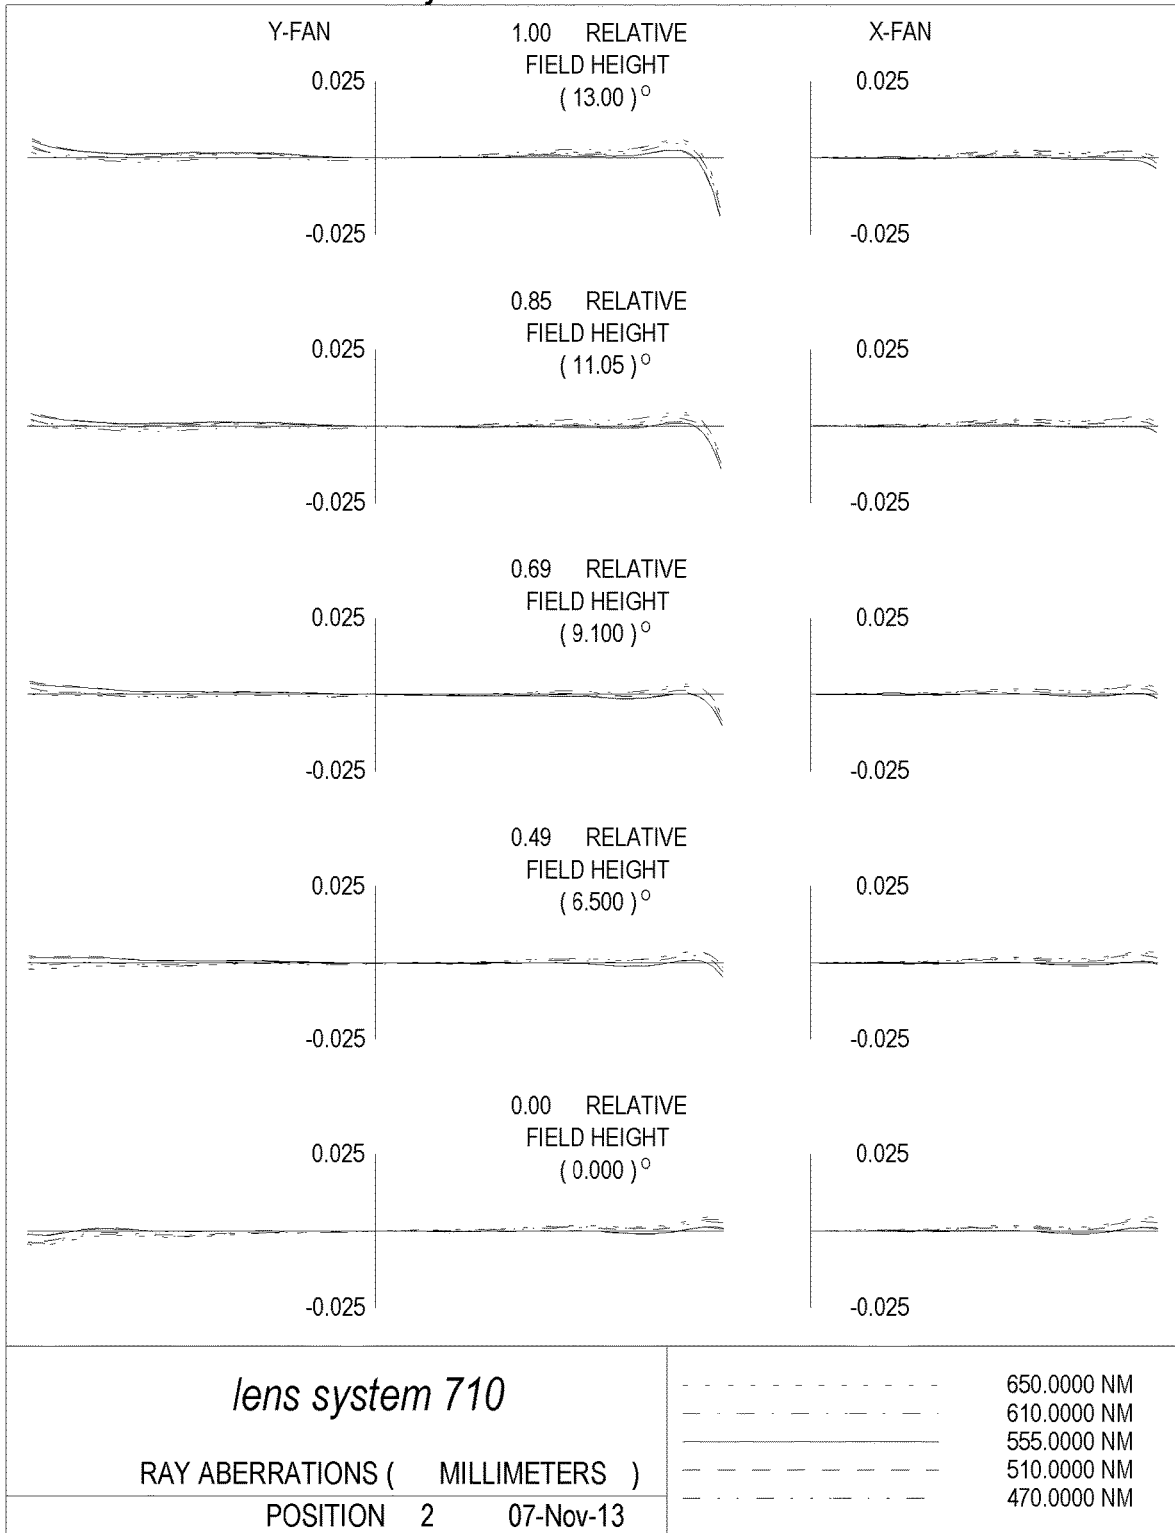 Y-FAN 1.00 RELATIVE X-FAN
FIELD HEIGHT
0.025 ( 13.00 )O 0.025
-0.025 -0.025
0.85 RELATIVE
FIELD HEIGHT
0.025 ( 11.05 )O 0.025
-0.025 -0.025
0.69 RELATIVE
FIELD HEIGHT
0.025 ( 9.100 )O 0.025
-0.025 -0.025
0.49 RELATIVE
FIELD HEIGHT
0.025 ( 6.500 )O 0.025
-0.025 -0.025
0.00 RELATIVE
FIELD HEIGHT
0.025 ( 0.000 )O 0.025
-0.025 -0.025
lens system 710
RAY ABERRATIONS ( MILLIMETERS )
POSITION 2 07-Nov-13
650.0000 NM
610.0000 NM
555.0000 NM
510.0000 NM
470.0000 NM